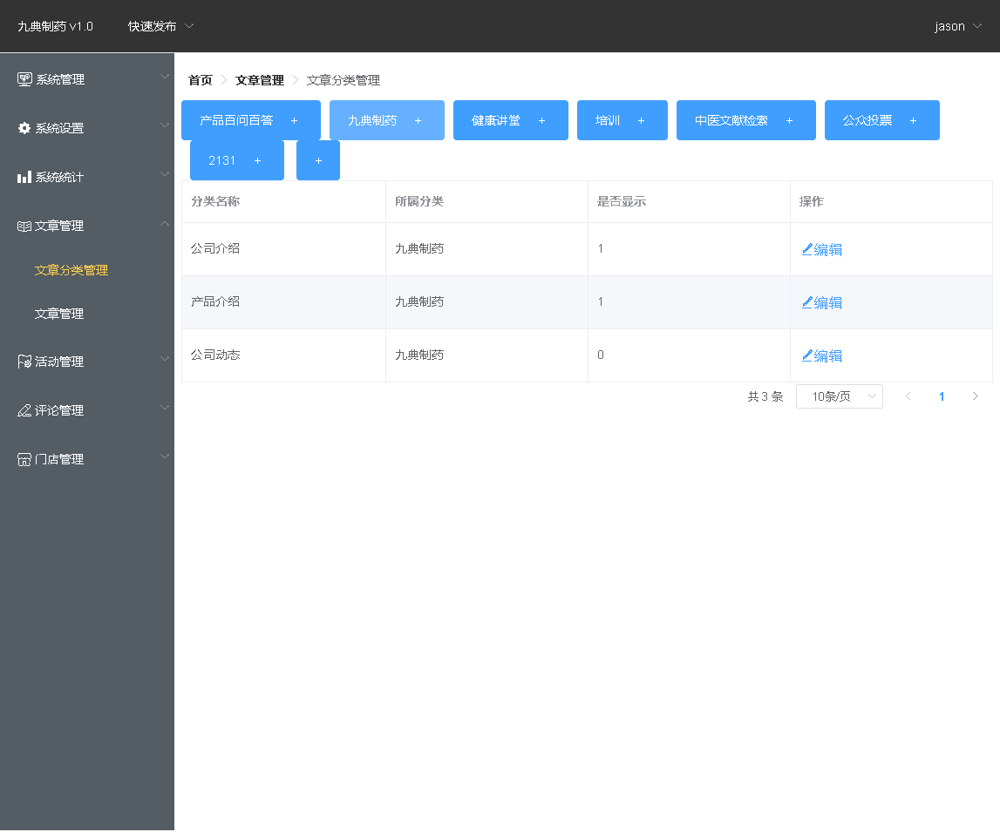 九典制药 v1.0 快速发布 jason
系统管理
系统设置
系统统计
文章管理
文章分类管理
文章管理
活动管理
评论管理
门店管理
首页 > 文章管理 > 文章分类管理
产品百问百答 + 九典制药 + 健康讲堂 + 培训 + 中医文献检索 + 公众投票 +
2131 + +
分类名称 所属分类 是否显示 操作
公司介绍 九典制药 1 编辑
产品介绍 九典制药 1 编辑
公司动态 九典制药 0 编辑
共 3 条 10条/页 < 1 >